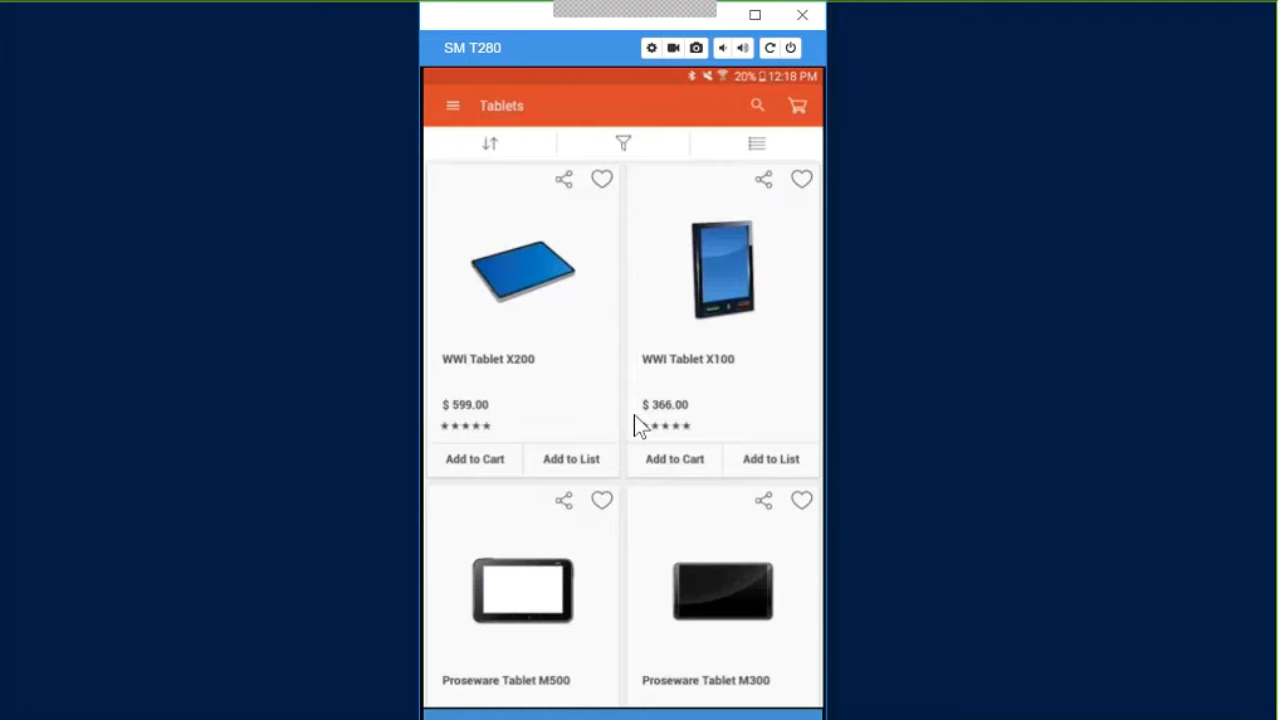 SM T280
20% 12:18 PM
Tablets
WWI Tablet X200
WWI Tablet X100
$ 599.00
$ 366.00
Add to Cart
Add to List
Add to Cart
Add to List
Proseware Tablet M500
Proseware Tablet M300